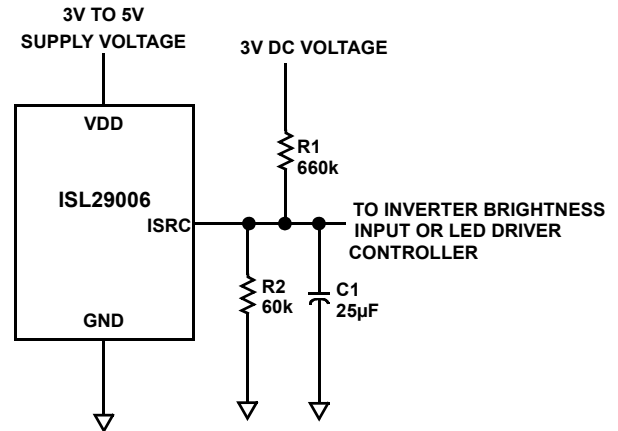 3V TO 5V
SUPPLY VOLTAGE
3V DC VOLTAGE
VDD
R1
660k
ISL29006
ISRC
TO INVERTER BRIGHTNESS
INPUT OR LED DRIVER
CONTROLLER
R2
60k
C1
25µF
GND